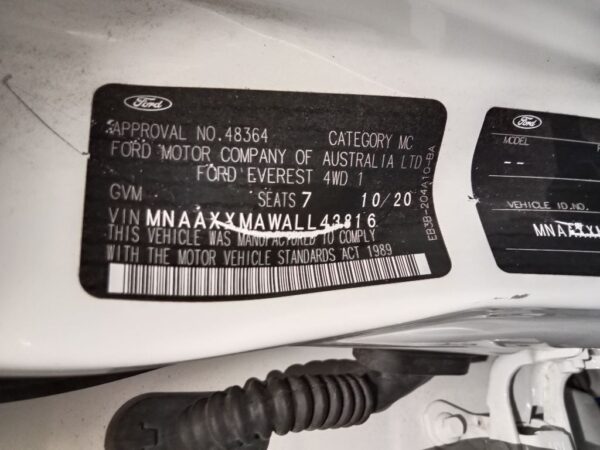 Ford
APPROVAL NO. 48364 CATEGORY MC
FORD MOTOR COMPANY OF AUSTRALIA LTD
FORD EVEREST 4WD 1
GVM SEATS 7 10/20
VIN MNAAXXMAWALL43816
THIS VEHICLE WAS MANUFACTURED TO COMPLY
WITH THE MOTOR VEHICLE STANDARDS ACT 1989
EB3B-204A10-BA
Ford
MODEL
--
VEHICLE ID.NO.